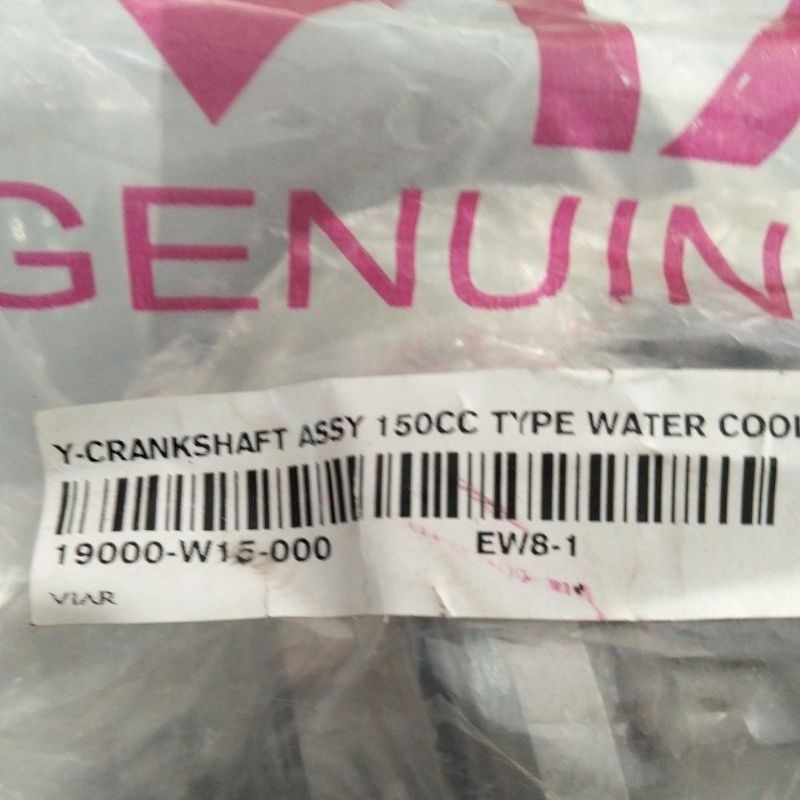 GENUIN
Y-CRANKSHAFT ASSY 150CC TYPE WATER COOL
19000-W15-000 EW8-1
VIAR